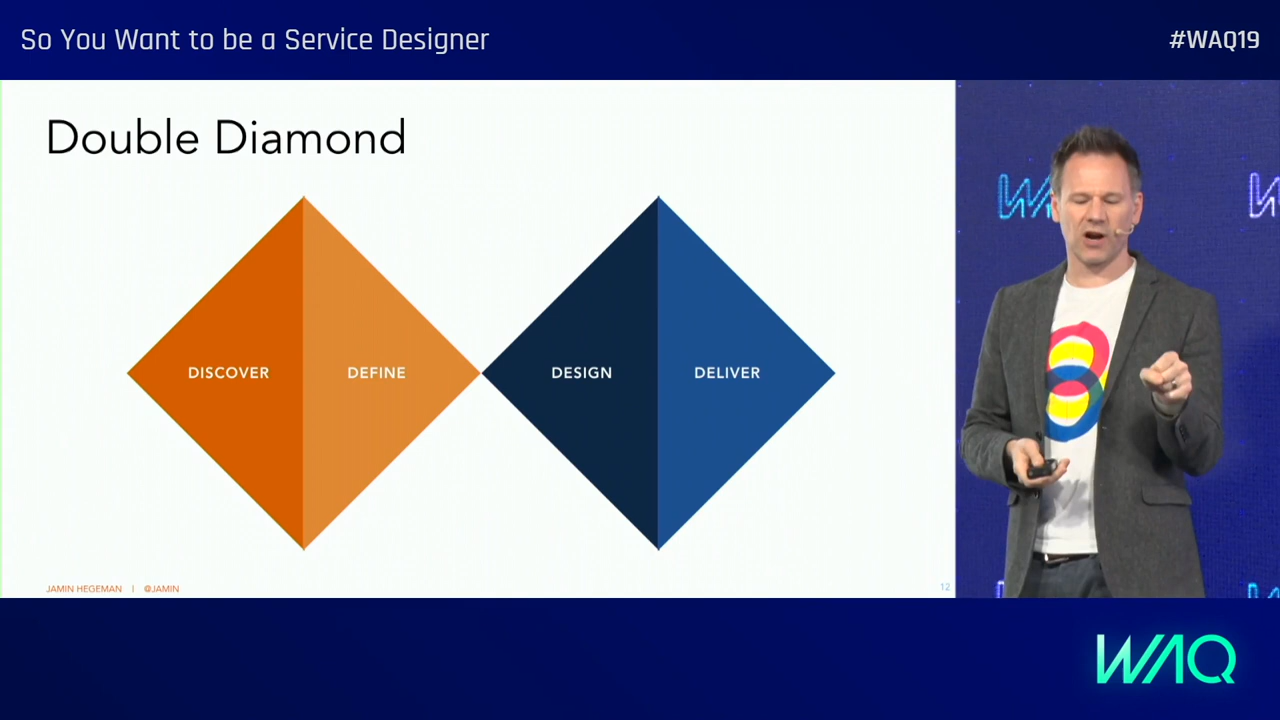 So You Want to be a Service Designer
#WAQ19
Double Diamond
DISCOVER
DEFINE
DESIGN
DELIVER
JAMIN HEGEMAN | @JAMIN
12
WAQ